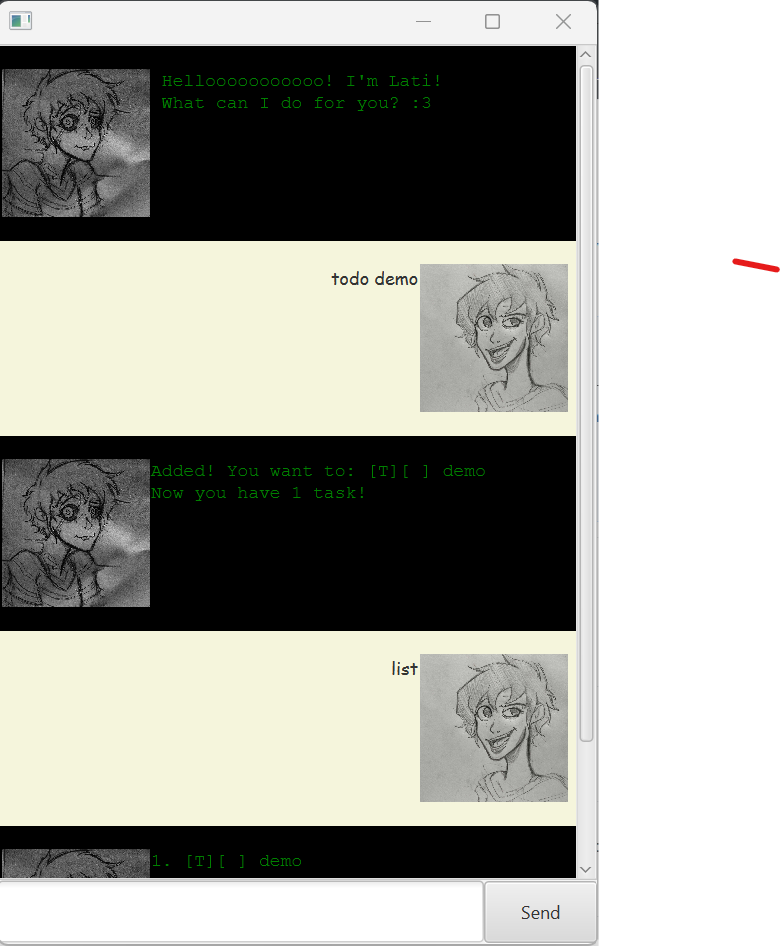 Hellooooooooooo! I'm Lati!
What can I do for you? :3
todo demo
Added! You want to: [T][ ] demo
Now you have 1 task!
list
1. [T][ ] demo
Send